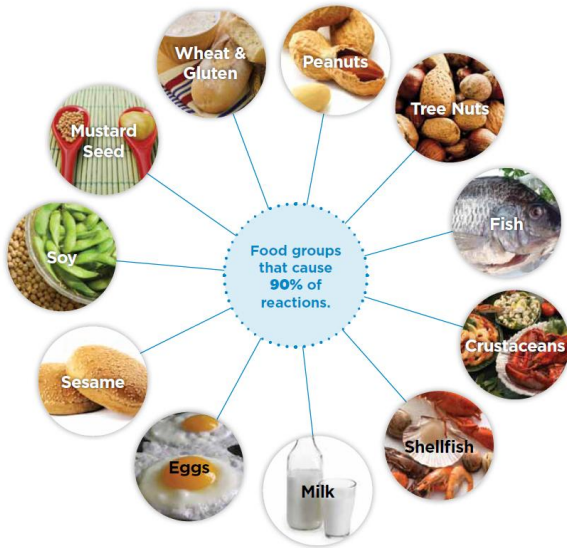 Wheat &
Gluten
Peanuts
Tree Nuts
Fish
Crustaceans
Shellfish
Milk
Eggs
Sesame
Soy
Mustard
Seed
Food groups
that cause
90% of
reactions.